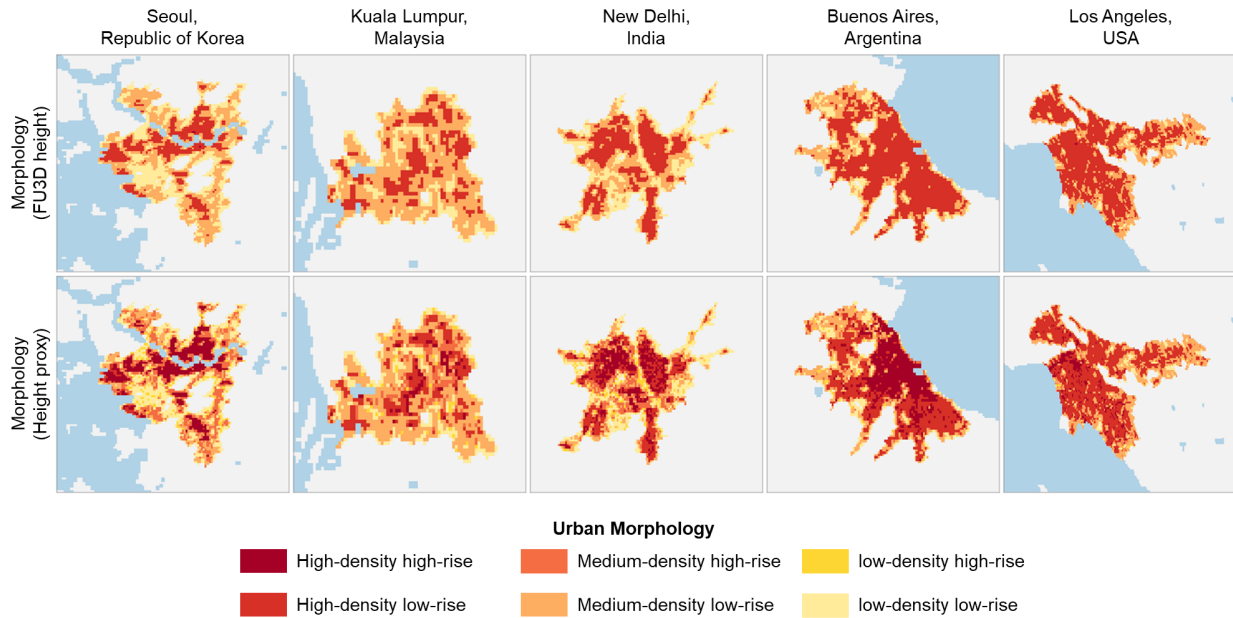 Seoul,
Republic of Korea
Kuala Lumpur,
Malaysia
New Delhi,
India
Buenos Aires,
Argentina
Los Angeles,
USA
Morphology
(FU3D height)
Morphology
(Height proxy)
Urban Morphology
High-density high-rise
Medium-density high-rise
low-density high-rise
High-density low-rise
Medium-density low-rise
low-density low-rise